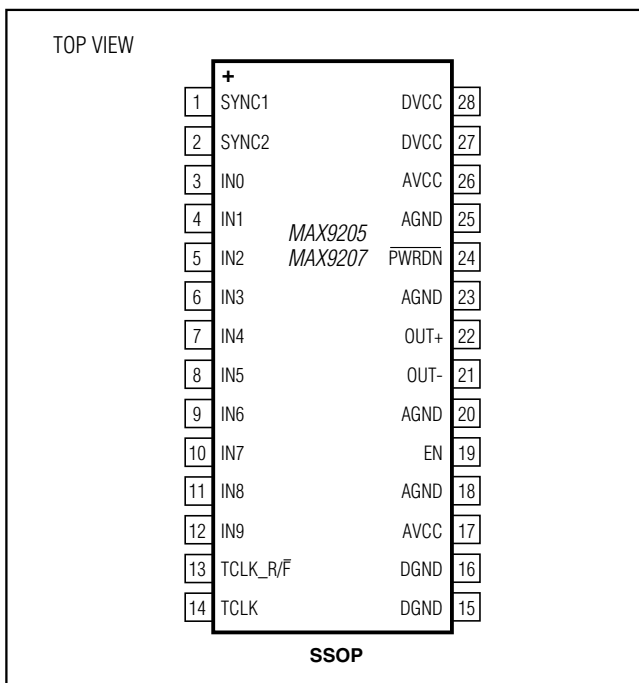 TOP VIEW
+
1 SYNC1 DVCC 28
2 SYNC2 DVCC 27
3 IN0 AVCC 26
4 IN1 AGND 25
MAX9205
5 IN2 MAX9207 P̅W̅R̅D̅N̅ 24
6 IN3 AGND 23
7 IN4 OUT+ 22
8 IN5 OUT- 21
9 IN6 AGND 20
10 IN7 EN 19
11 IN8 AGND 18
12 IN9 AVCC 17
13 TCLK_R/F̅ DGND 16
14 TCLK DGND 15
SSOP